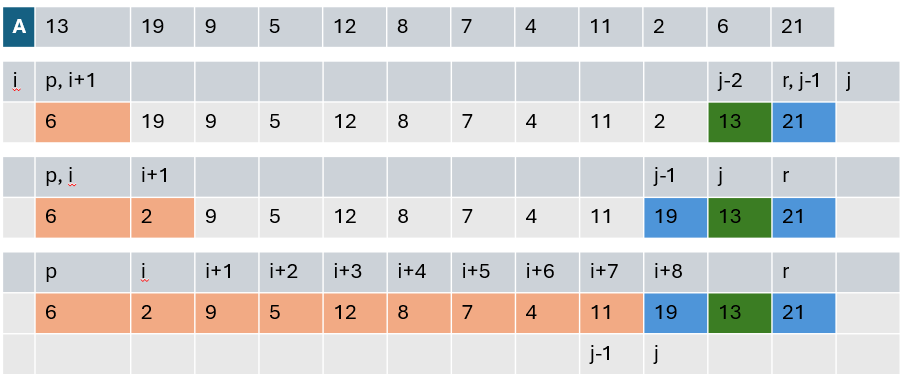 A 13 19 9 5 12 8 7 4 11 2 6 21
i p, i+1 j-2 r, j-1 j
6 19 9 5 12 8 7 4 11 2 13 21
p, i i+1 j-1 j r
6 2 9 5 12 8 7 4 11 19 13 21
p i i+1 i+2 i+3 i+4 i+5 i+6 i+7 i+8 r
6 2 9 5 12 8 7 4 11 19 13 21
j-1 j